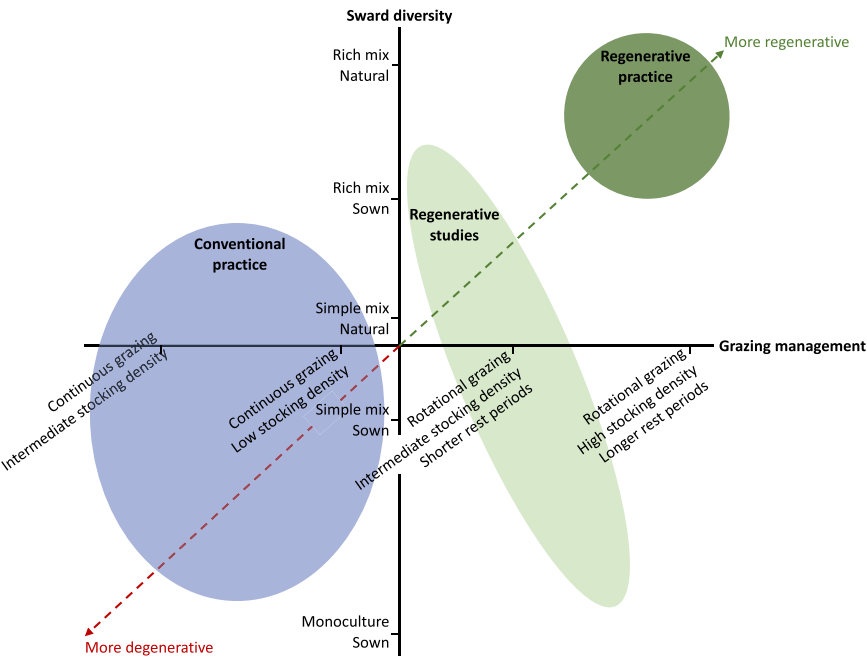 Sward diversity
More regenerative
Rich mix
Natural
Regenerative
practice
Rich mix
Sown
Regenerative
studies
Conventional
practice
Simple mix
Natural
Grazing management
Continuous grazing
Intermediate stocking density
Continuous grazing
Low stocking density
Simple mix
Sown
Rotational grazing
Intermediate stocking density
Shorter rest periods
Rotational grazing
High stocking density
Longer rest periods
Monoculture
Sown
More degenerative